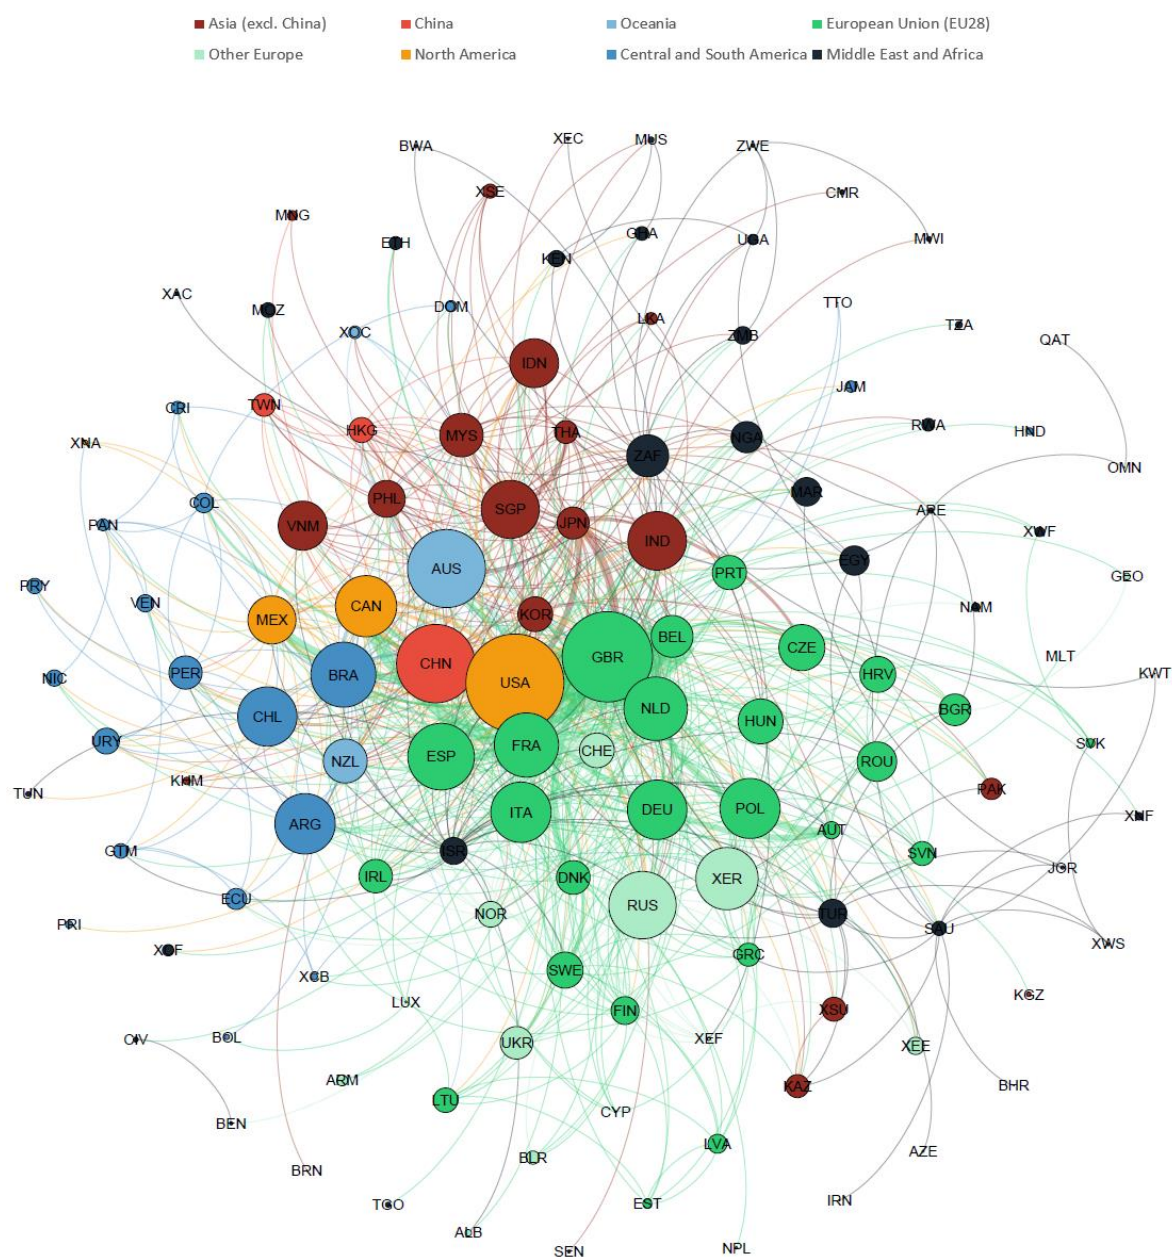 Asia (excl. China) China Oceania European Union (EU28)
Other Europe North America Central and South America Middle East and Africa
BWA XEC MUS ZWE
XSE CMR
MNG
ETH GHA UGA MWI
KEN
XAC
MOZ DOM TTO
XOC LKA ZMB TZA
QAT
IDN
JAM
CRI TWN
HKG MYS THA NGA RWA HND
XNA ZAF
OMN
PHL MAR
COL SGP ARE
PAN VNM JPN IND XWF
AUS EGY
PRT GEO
PRY VEN MEX CAN KOR NAM
BEL CZE
GBR MLT
PER BRA CHN HRV KWT
NIC USA
CHL NLD HUN BGR
URY
FRA CHE SVK
NZL ESP ROU
TUN KHM PAK
ARG ITA DEU POL XNF
AUT
GTM ISR SVN
JOR
IRL DNK XER
ECU RUS
PRI NOR TUR SAU
XCF XWS
GRC
XCB SWE
LUX KGZ
FIN XSU
CIV BOL UKR XEF XEE
ARM KAZ BHR
LTU CYP
BEN
LVA AZE
BRN BLR
TGO EST IRN
ALB
SEN NPL